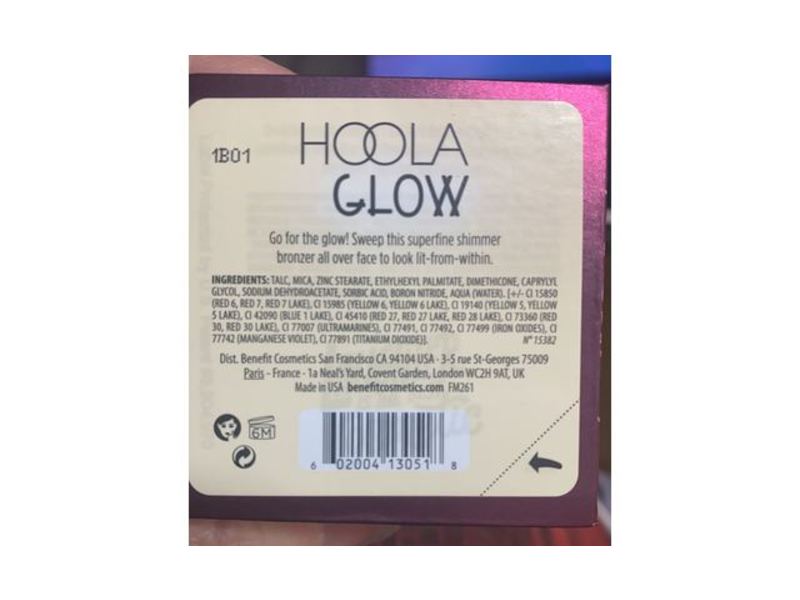 1B01
HOOLA
GLOW
Go for the glow! Sweep this superfine shimmer
bronzer all over face to look lit-from-within.
INGREDIENTS: TALC, MICA, ZINC STEARATE, ETHYLHEXYL PALMITATE, DIMETHICONE, CAPRYLYL
GLYCOL, SODIUM DEHYDROACETATE, SORBIC ACID, BORON NITRIDE, AQUA (WATER). [+/- CI 15850
(RED 6, RED 7, RED 7 LAKE), CI 15985 (YELLOW 6, YELLOW 6 LAKE), CI 19140 (YELLOW 5, YELLOW
5 LAKE), CI 42090 (BLUE 1 LAKE), CI 45410 (RED 27, RED 27 LAKE, RED 28 LAKE), CI 73360 (RED
30, RED 30 LAKE), CI 77007 (ULTRAMARINES), CI 77491, CI 77492, CI 77499 (IRON OXIDES), CI
77742 (MANGANESE VIOLET), CI 77891 (TITANIUM DIOXIDE)]. N° 15382
Dist. Benefit Cosmetics San Francisco CA 94104 USA · 3-5 rue St-Georges 75009
Paris - France - 1a Neal's Yard, Covent Garden, London WC2H 9AT, UK
Made in USA benefitcosmetics.com FM261
6M
6 02004 13051 8